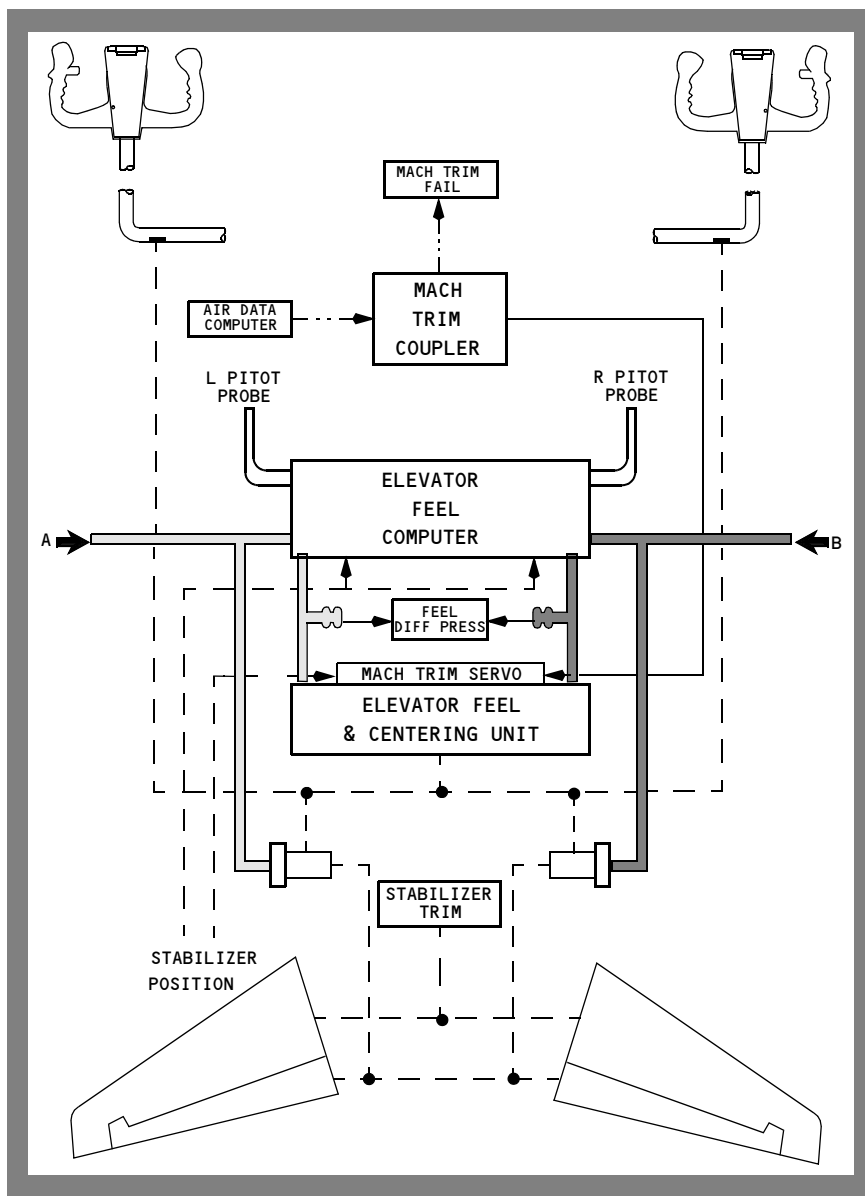 MACH TRIM
FAIL
MACH
TRIM
COUPLER
AIR DATA
COMPUTER
L PITOT
PROBE
R PITOT
PROBE
ELEVATOR
FEEL
COMPUTER
A
B
FEEL
DIFF PRESS
MACH TRIM SERVO
ELEVATOR FEEL
& CENTERING UNIT
STABILIZER
TRIM
STABILIZER
POSITION